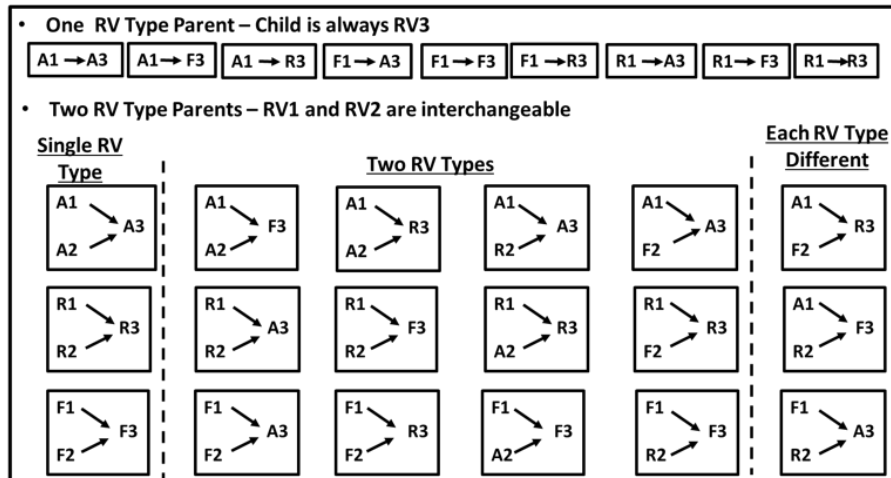 • One RV Type Parent – Child is always RV3
A1 → A3 A1 → F3 A1 → R3 F1 → A3 F1 → F3 F1 → R3 R1 → A3 R1 → F3 R1 → R3
• Two RV Type Parents – RV1 and RV2 are interchangeable
Single RV Type
Two RV Types
Each RV Type Different
A1 A1 A1 A1 A1 A1
A3 F3 R3 A3 A3 R3
A2 A2 A2 R2 F2 F2
R1 R1 R1 R1 R1 A1
R3 A3 F3 R3 R3 F3
R2 R2 R2 A2 F2 R2
F1 F1 F1 F1 F1 F1
F3 A3 R3 F3 F3 A3
F2 F2 F2 A2 R2 R2